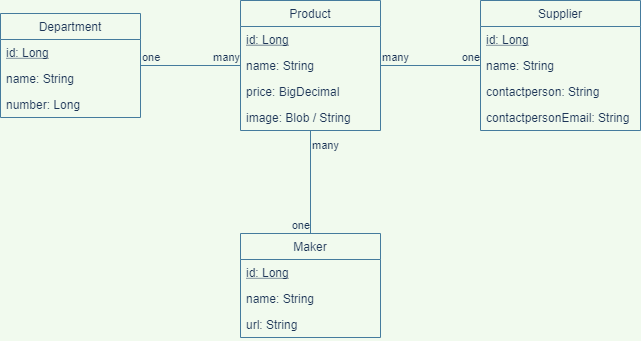 Department
id: Long
name: String
number: Long
one
many
Product
id: Long
name: String
price: BigDecimal
image: Blob / String
many
one
Supplier
id: Long
name: String
contactperson: String
contactpersonEmail: String
many
one
Maker
id: Long
name: String
url: String